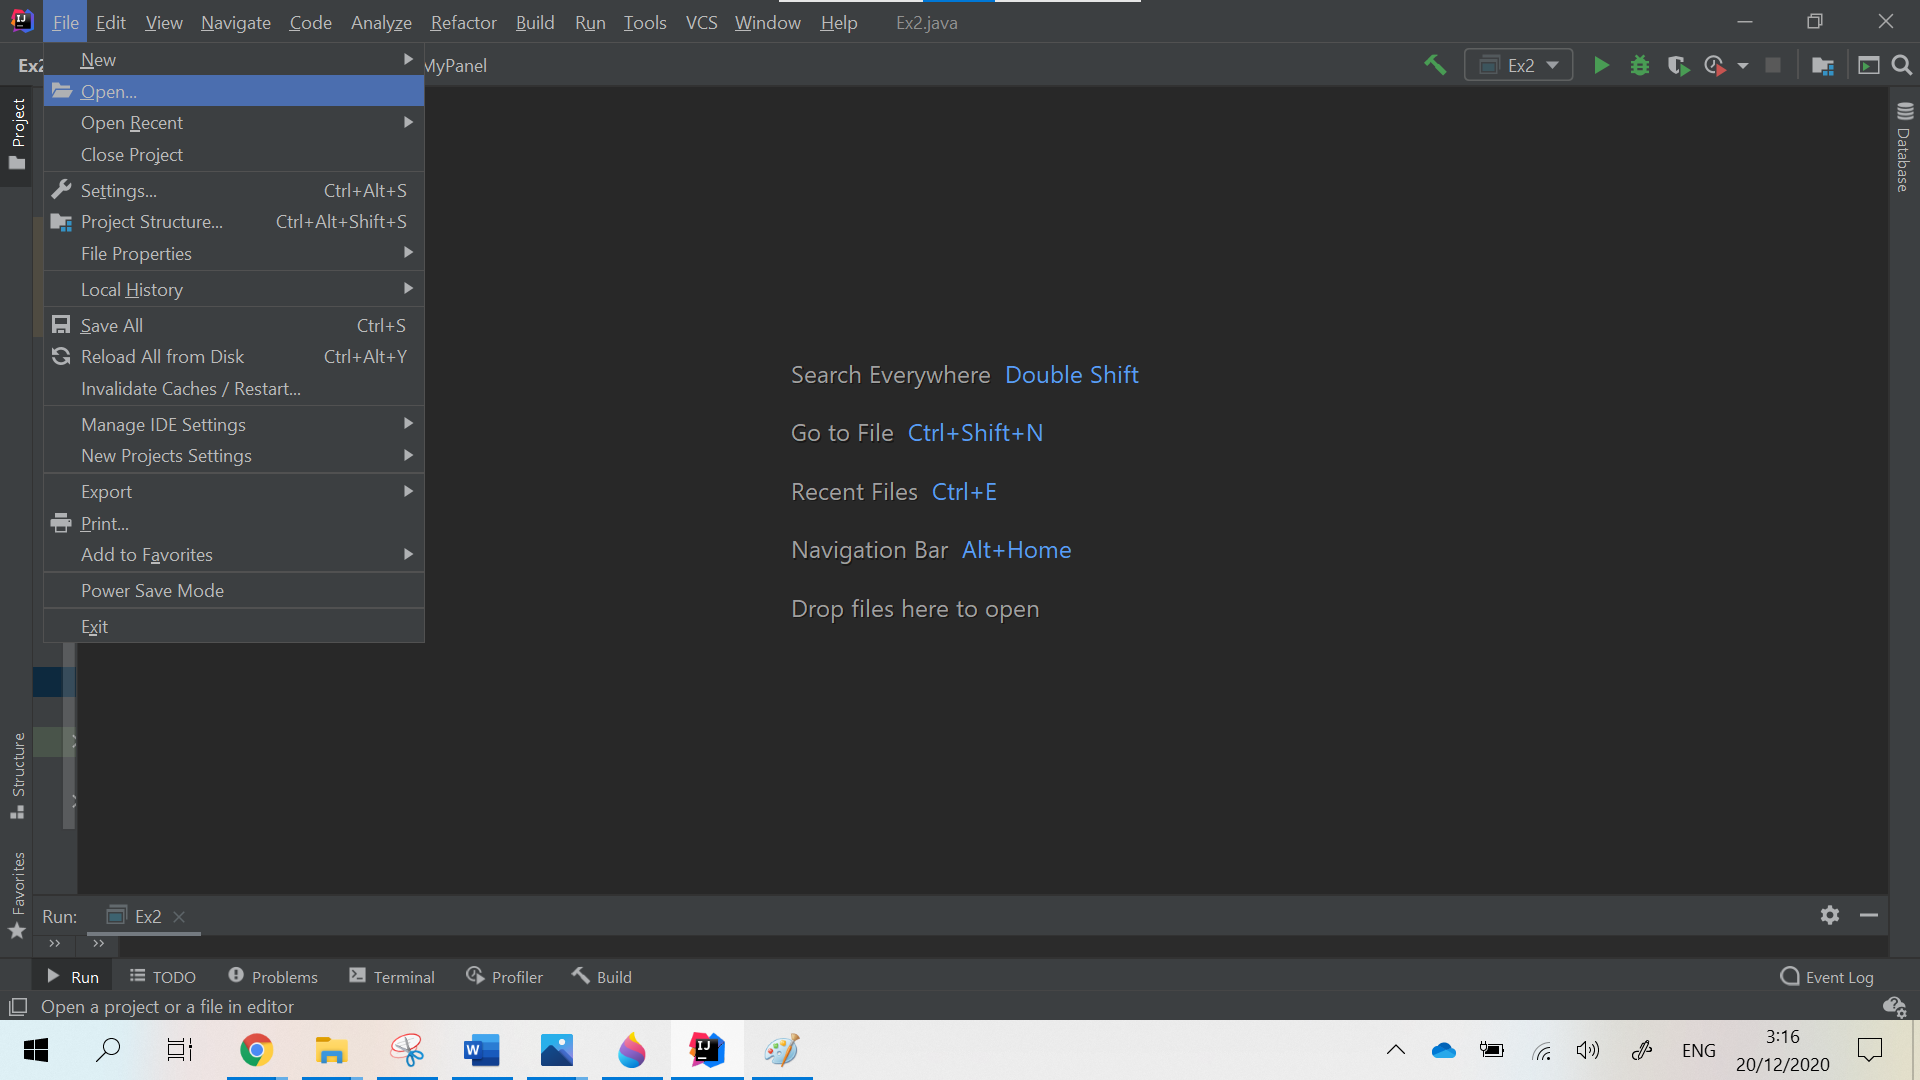 File Edit View Navigate Code Analyze Refactor Build Run Tools VCS Window Help Ex2.java
Ex2 MyPanel Ex2
New
Open...
Open Recent
Close Project
Settings... Ctrl+Alt+S
Project Structure... Ctrl+Alt+Shift+S
File Properties
Local History
Save All Ctrl+S
Reload All from Disk Ctrl+Alt+Y
Invalidate Caches / Restart...
Manage IDE Settings
New Projects Settings
Export
Print...
Add to Favorites
Power Save Mode
Exit
Project
Structure
Favorites
Database
Search Everywhere Double Shift
Go to File Ctrl+Shift+N
Recent Files Ctrl+E
Navigation Bar Alt+Home
Drop files here to open
Run: Ex2
Run TODO Problems Terminal Profiler Build Event Log
Open a project or a file in editor
ENG
3:16
20/12/2020